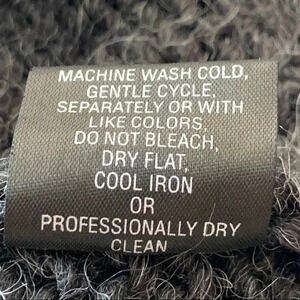 MACHINE WASH COLD,
GENTLE CYCLE,
SEPARATELY OR WITH
LIKE COLORS,
DO NOT BLEACH,
DRY FLAT,
COOL IRON
OR
PROFESSIONALLY DRY
CLEAN